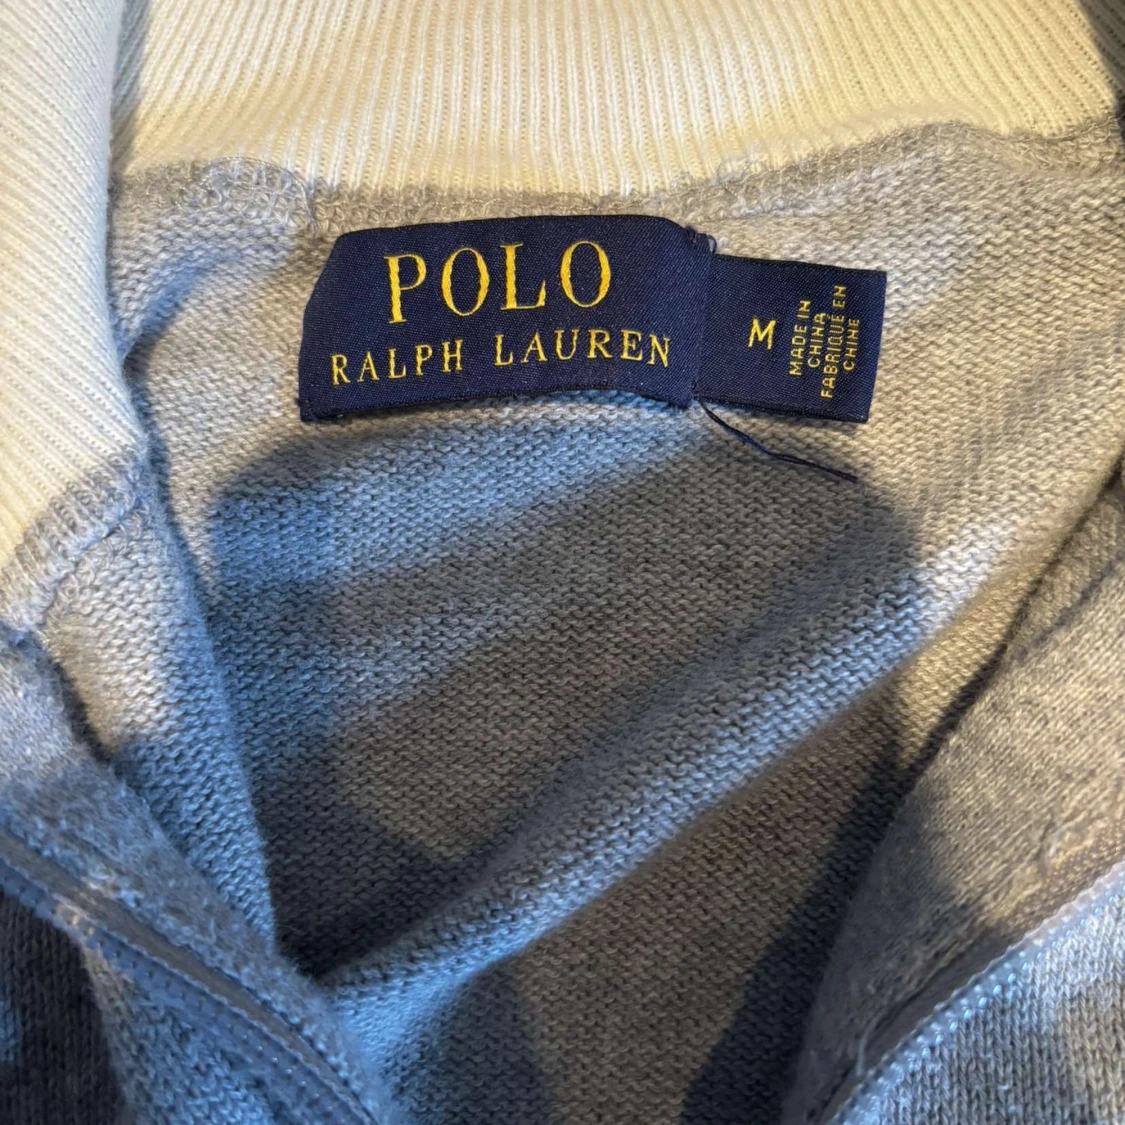 POLO
RALPH LAUREN
M
MADE IN
CHINA
FABRIQUÉ EN
CHINE